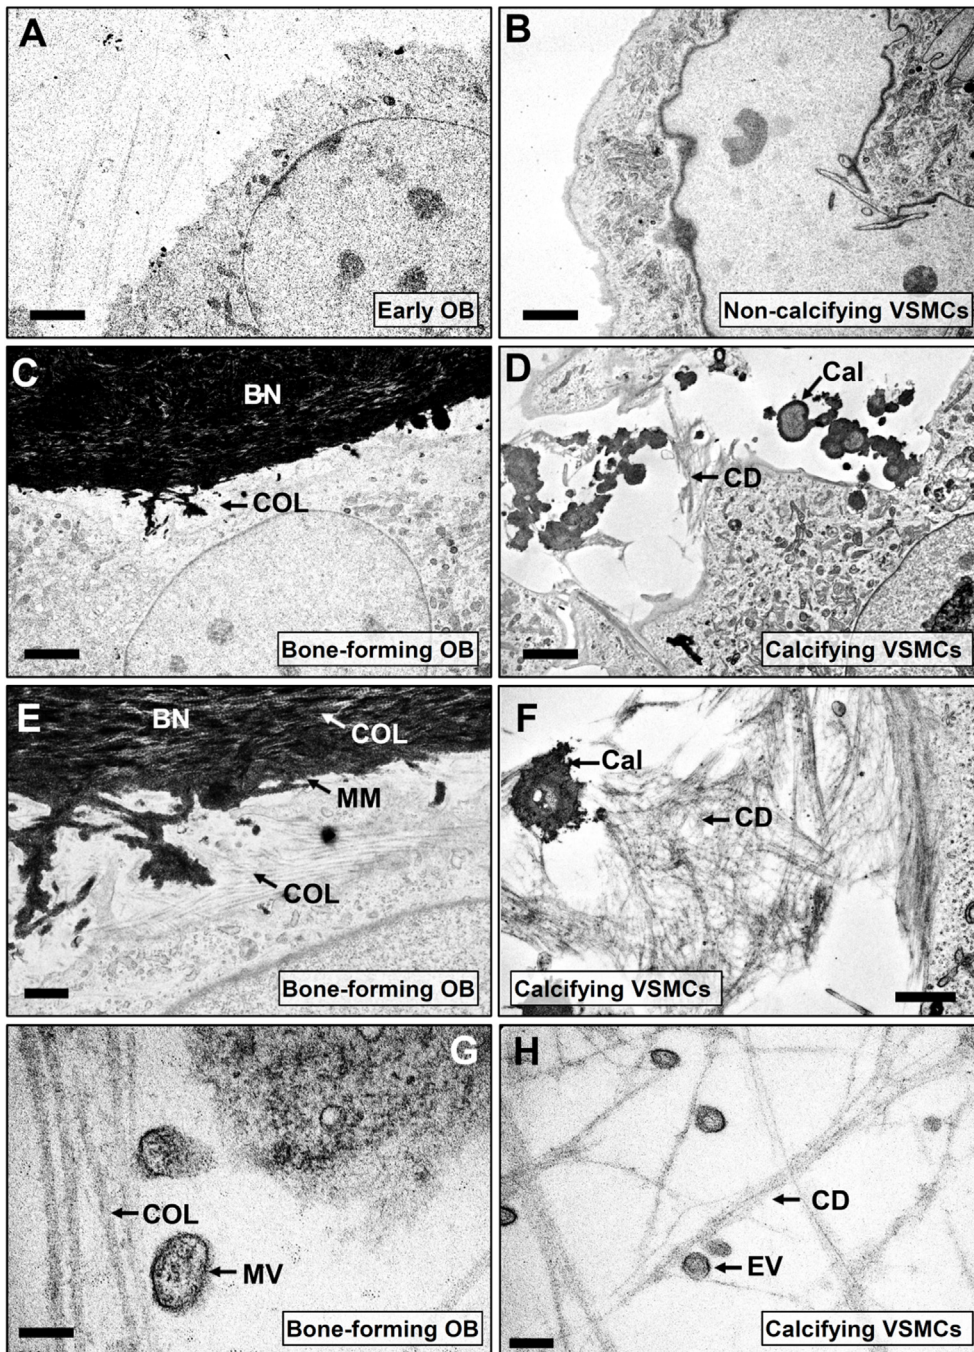 A
Early OB
B
Non-calcifying VSMCs
C
BN
COL
Bone-forming OB
D
Cal
CD
Calcifying VSMCs
E
BN
COL
MM
COL
Bone-forming OB
F
Cal
CD
Calcifying VSMCs
G
COL
MV
Bone-forming OB
H
CD
EV
Calcifying VSMCs